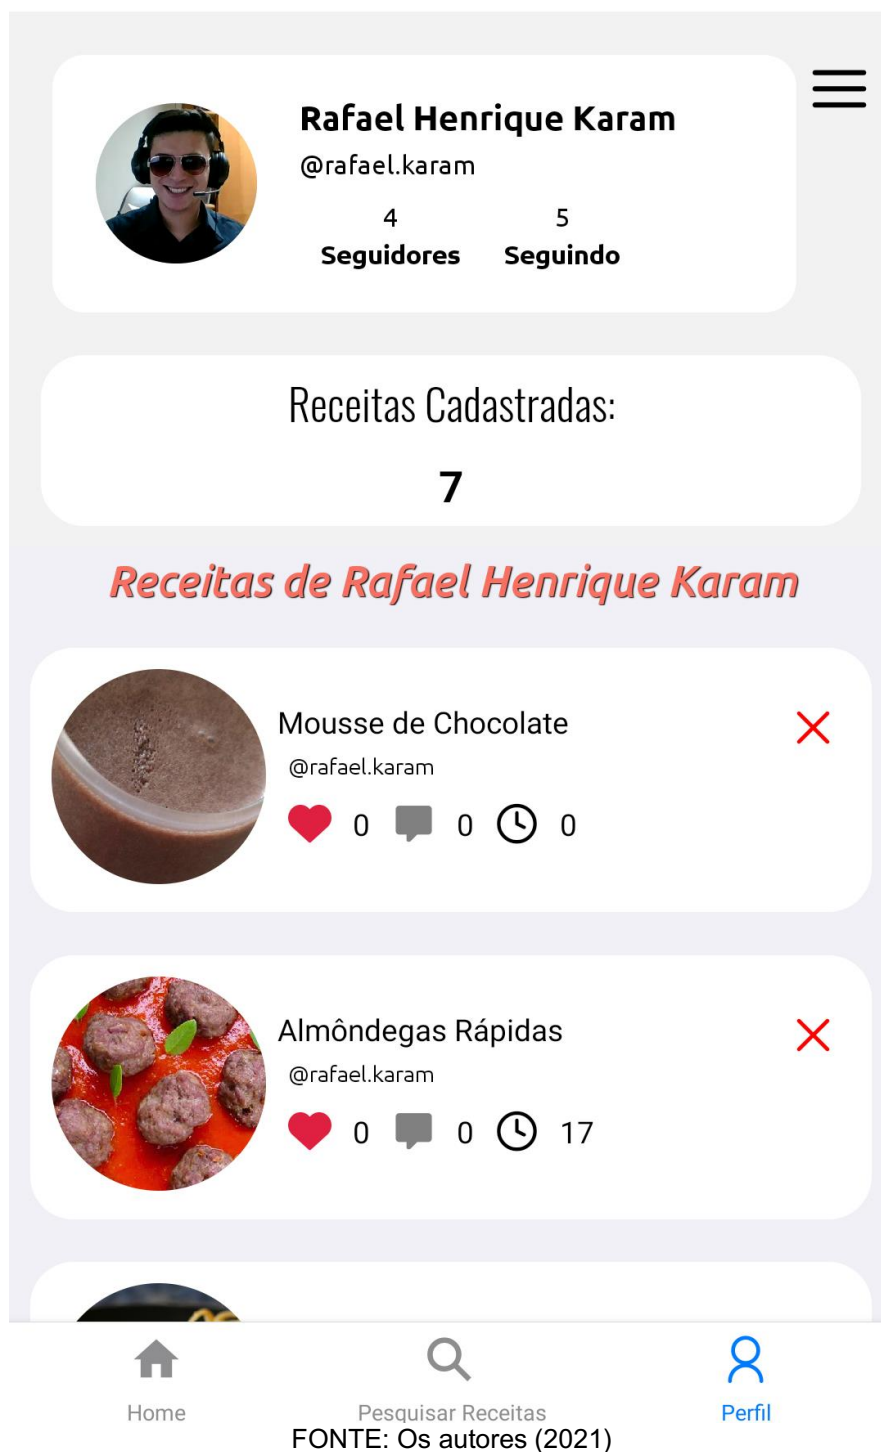 Rafael Henrique Karam
@rafael.karam
4 5
Seguidores Seguindo
Receitas Cadastradas:
7
Receitas de Rafael Henrique Karam
Mousse de Chocolate
@rafael.karam
0 0 0
Almôndegas Rápidas
@rafael.karam
0 0 17
Home Pesquisar Receitas Perfil
FONTE: Os autores (2021)